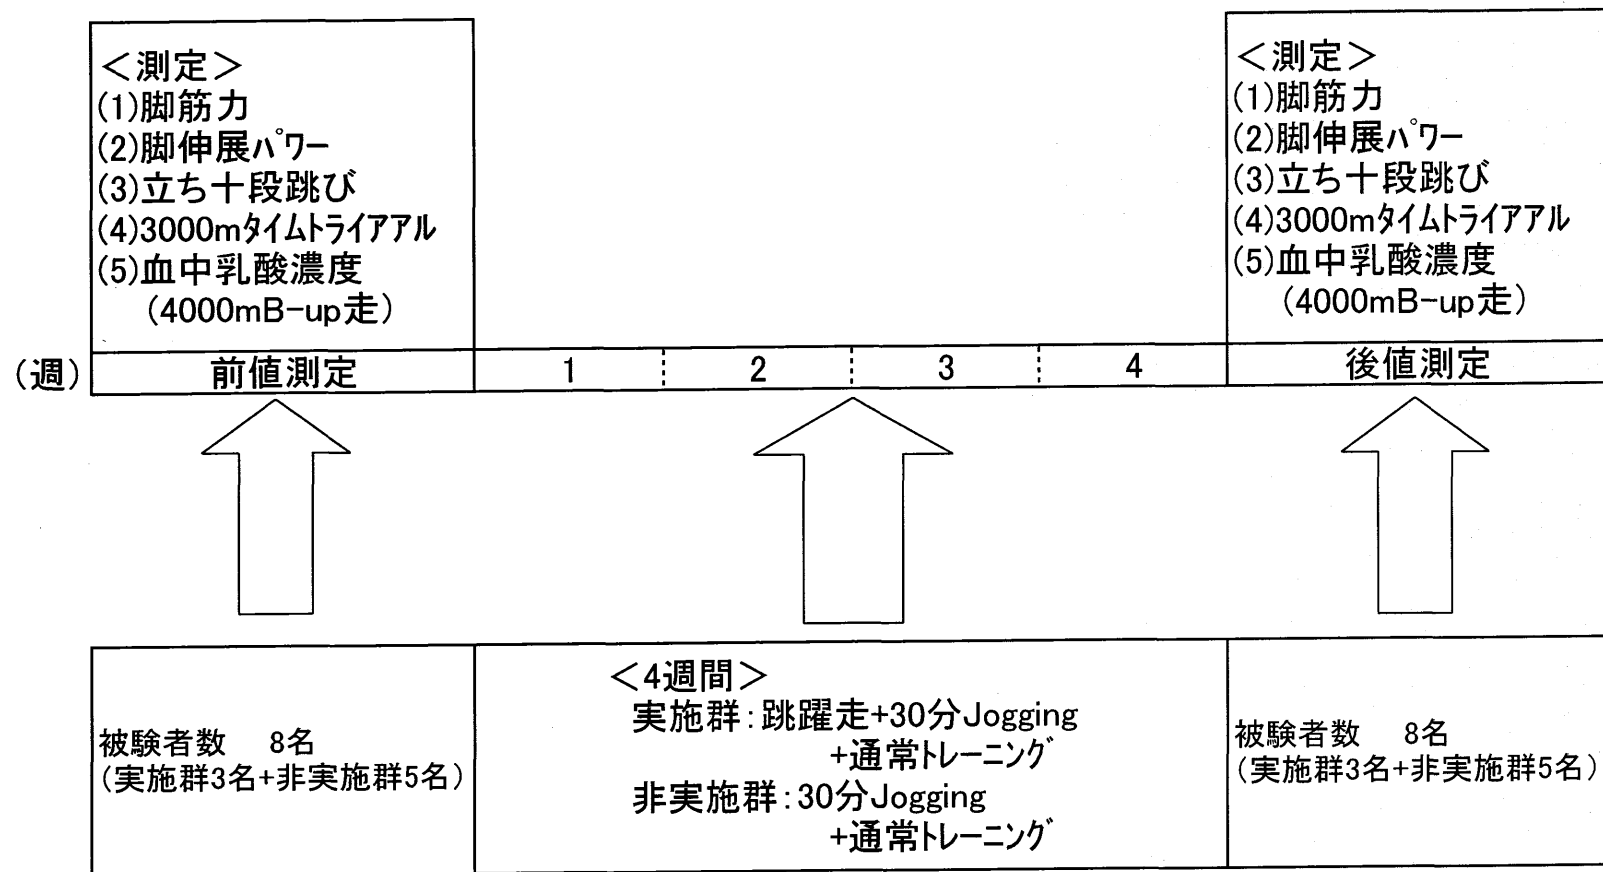 ＜測定＞
(1)脚筋力
(2)脚伸展ﾊﾟﾜｰ
(3)立ち十段跳び
(4)3000mﾀｲﾑﾄﾗｲｱｱﾙ
(5)血中乳酸濃度
(4000mB-up走)
＜測定＞
(1)脚筋力
(2)脚伸展ﾊﾟﾜｰ
(3)立ち十段跳び
(4)3000mﾀｲﾑﾄﾗｲｱｱﾙ
(5)血中乳酸濃度
(4000mB-up走)
(週) 前値測定 1 2 3 4 後値測定
被験者数 8名
(実施群3名+非実施群5名)
＜4週間＞
実施群:跳躍走+30分Jogging
+通常ﾄﾚｰﾆﾝｸﾞ
非実施群:30分Jogging
+通常ﾄﾚｰﾆﾝｸﾞ
被験者数 8名
(実施群3名+非実施群5名)